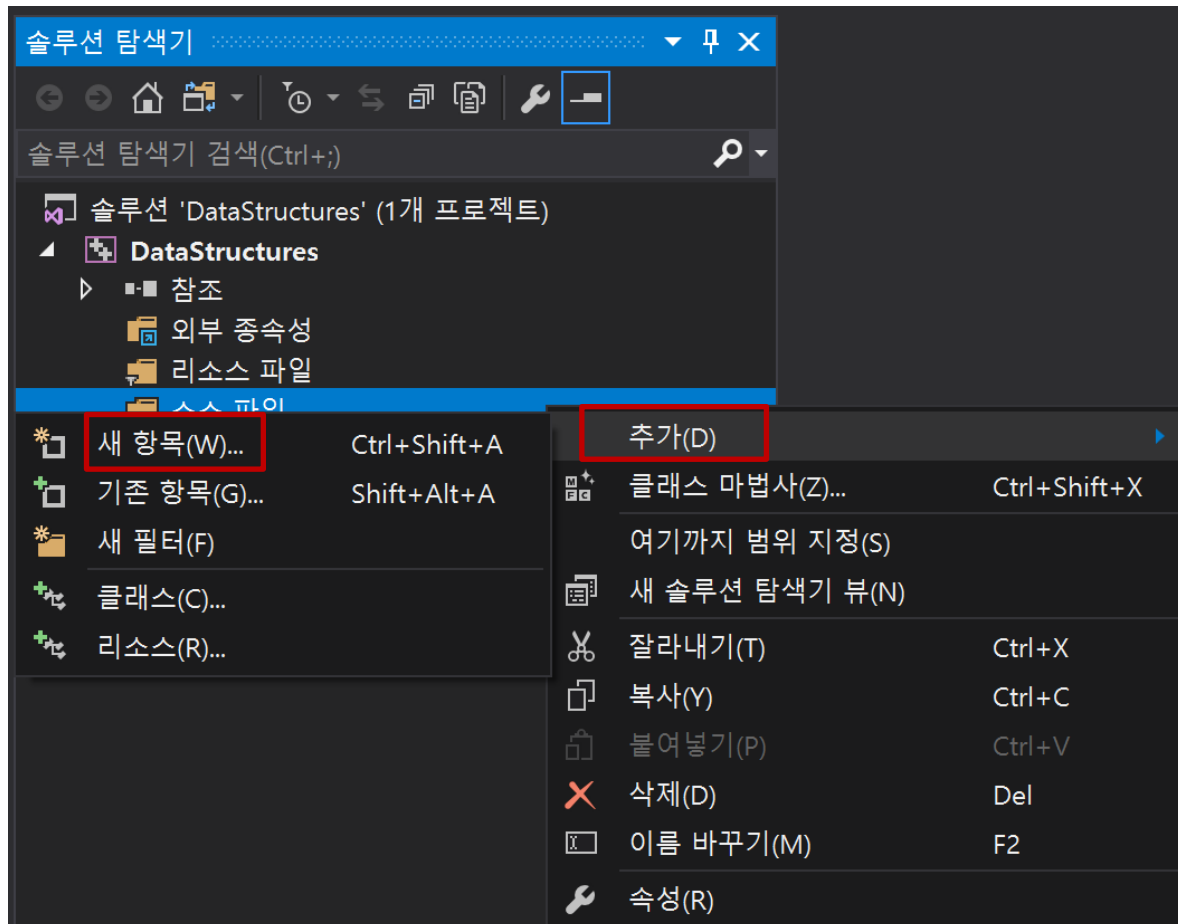 솔루션 탐색기
솔루션 탐색기 검색(Ctrl+;)
솔루션 'DataStructures' (1개 프로젝트)
DataStructures
참조
외부 종속성
리소스 파일
소스 파일
새 항목(W)... Ctrl+Shift+A
기존 항목(G)... Shift+Alt+A
새 필터(F)
클래스(C)...
리소스(R)...
추가(D)
클래스 마법사(Z)... Ctrl+Shift+X
여기까지 범위 지정(S)
새 솔루션 탐색기 뷰(N)
잘라내기(T) Ctrl+X
복사(Y) Ctrl+C
붙여넣기(P) Ctrl+V
삭제(D) Del
이름 바꾸기(M) F2
속성(R)